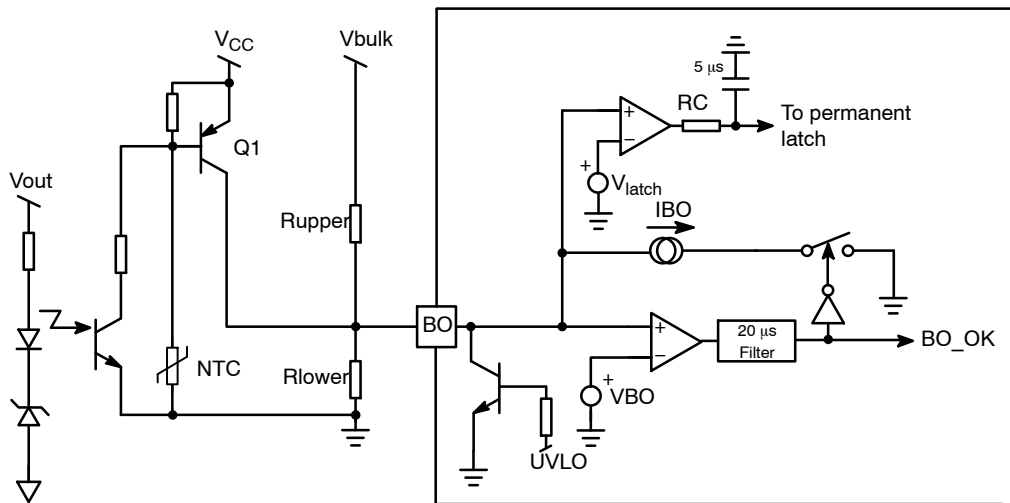 VCC
Vbulk
5 μs
RC
To permanent
latch
Q1
Vout
+
−
+
Vlatch
IBO
Rupper
BO
+
−
20 μs
Filter
BO_OK
NTC
Rlower
+
VBO
UVLO